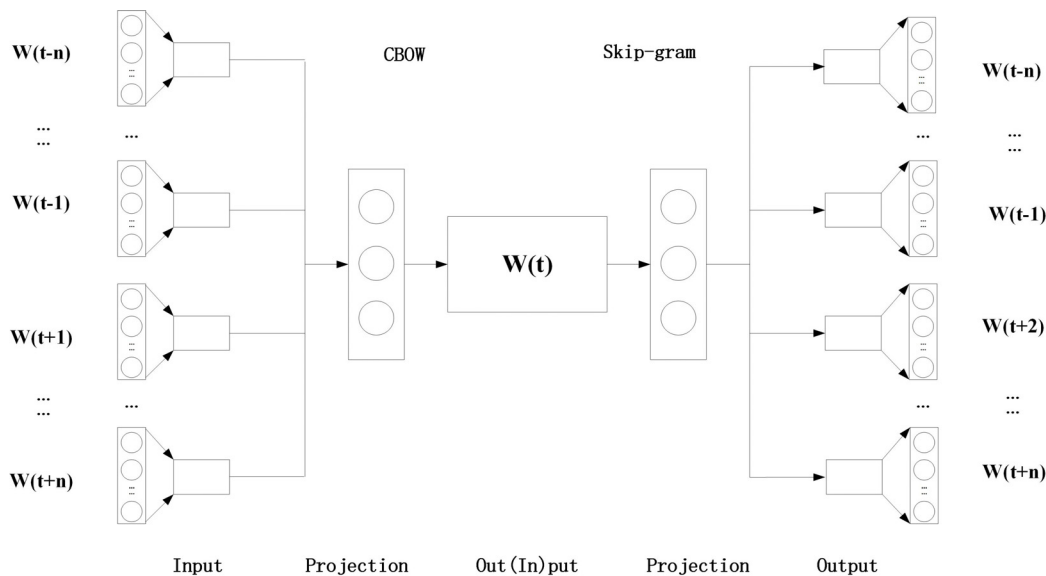 CBOW
Skip-gram
W(t-n)
W(t-n)
...
...
...
...
...
...
W(t-1)
W(t-1)
W(t)
W(t+1)
W(t+2)
...
...
...
...
...
...
W(t+n)
W(t+n)
Input
Projection
Out(In)put
Projection
Output